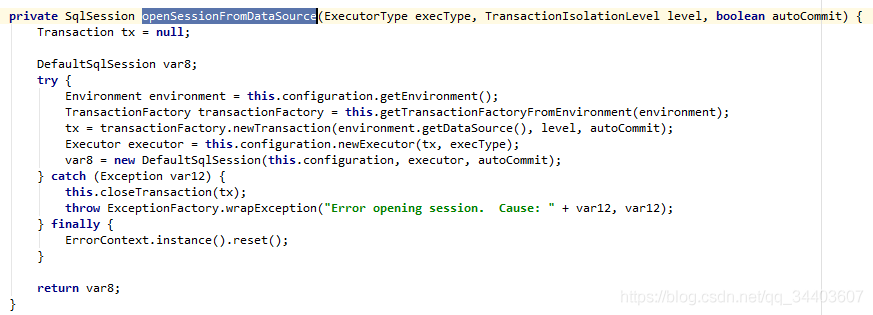 private SqlSession openSessionFromDataSource(ExecutorType execType, TransactionIsolationLevel level, boolean autoCommit) {
    Transaction tx = null;

    DefaultSqlSession var8;
    try {
        Environment environment = this.configuration.getEnvironment();
        TransactionFactory transactionFactory = this.getTransactionFactoryFromEnvironment(environment);
        tx = transactionFactory.newTransaction(environment.getDataSource(), level, autoCommit);
        Executor executor = this.configuration.newExecutor(tx, execType);
        var8 = new DefaultSqlSession(this.configuration, executor, autoCommit);
    } catch (Exception var12) {
        this.closeTransaction(tx);
        throw ExceptionFactory.wrapException("Error opening session.  Cause: " + var12, var12);
    } finally {
        ErrorContext.instance().reset();
    }

    return var8;
}
https://blog.csdn.net/qq_34403607